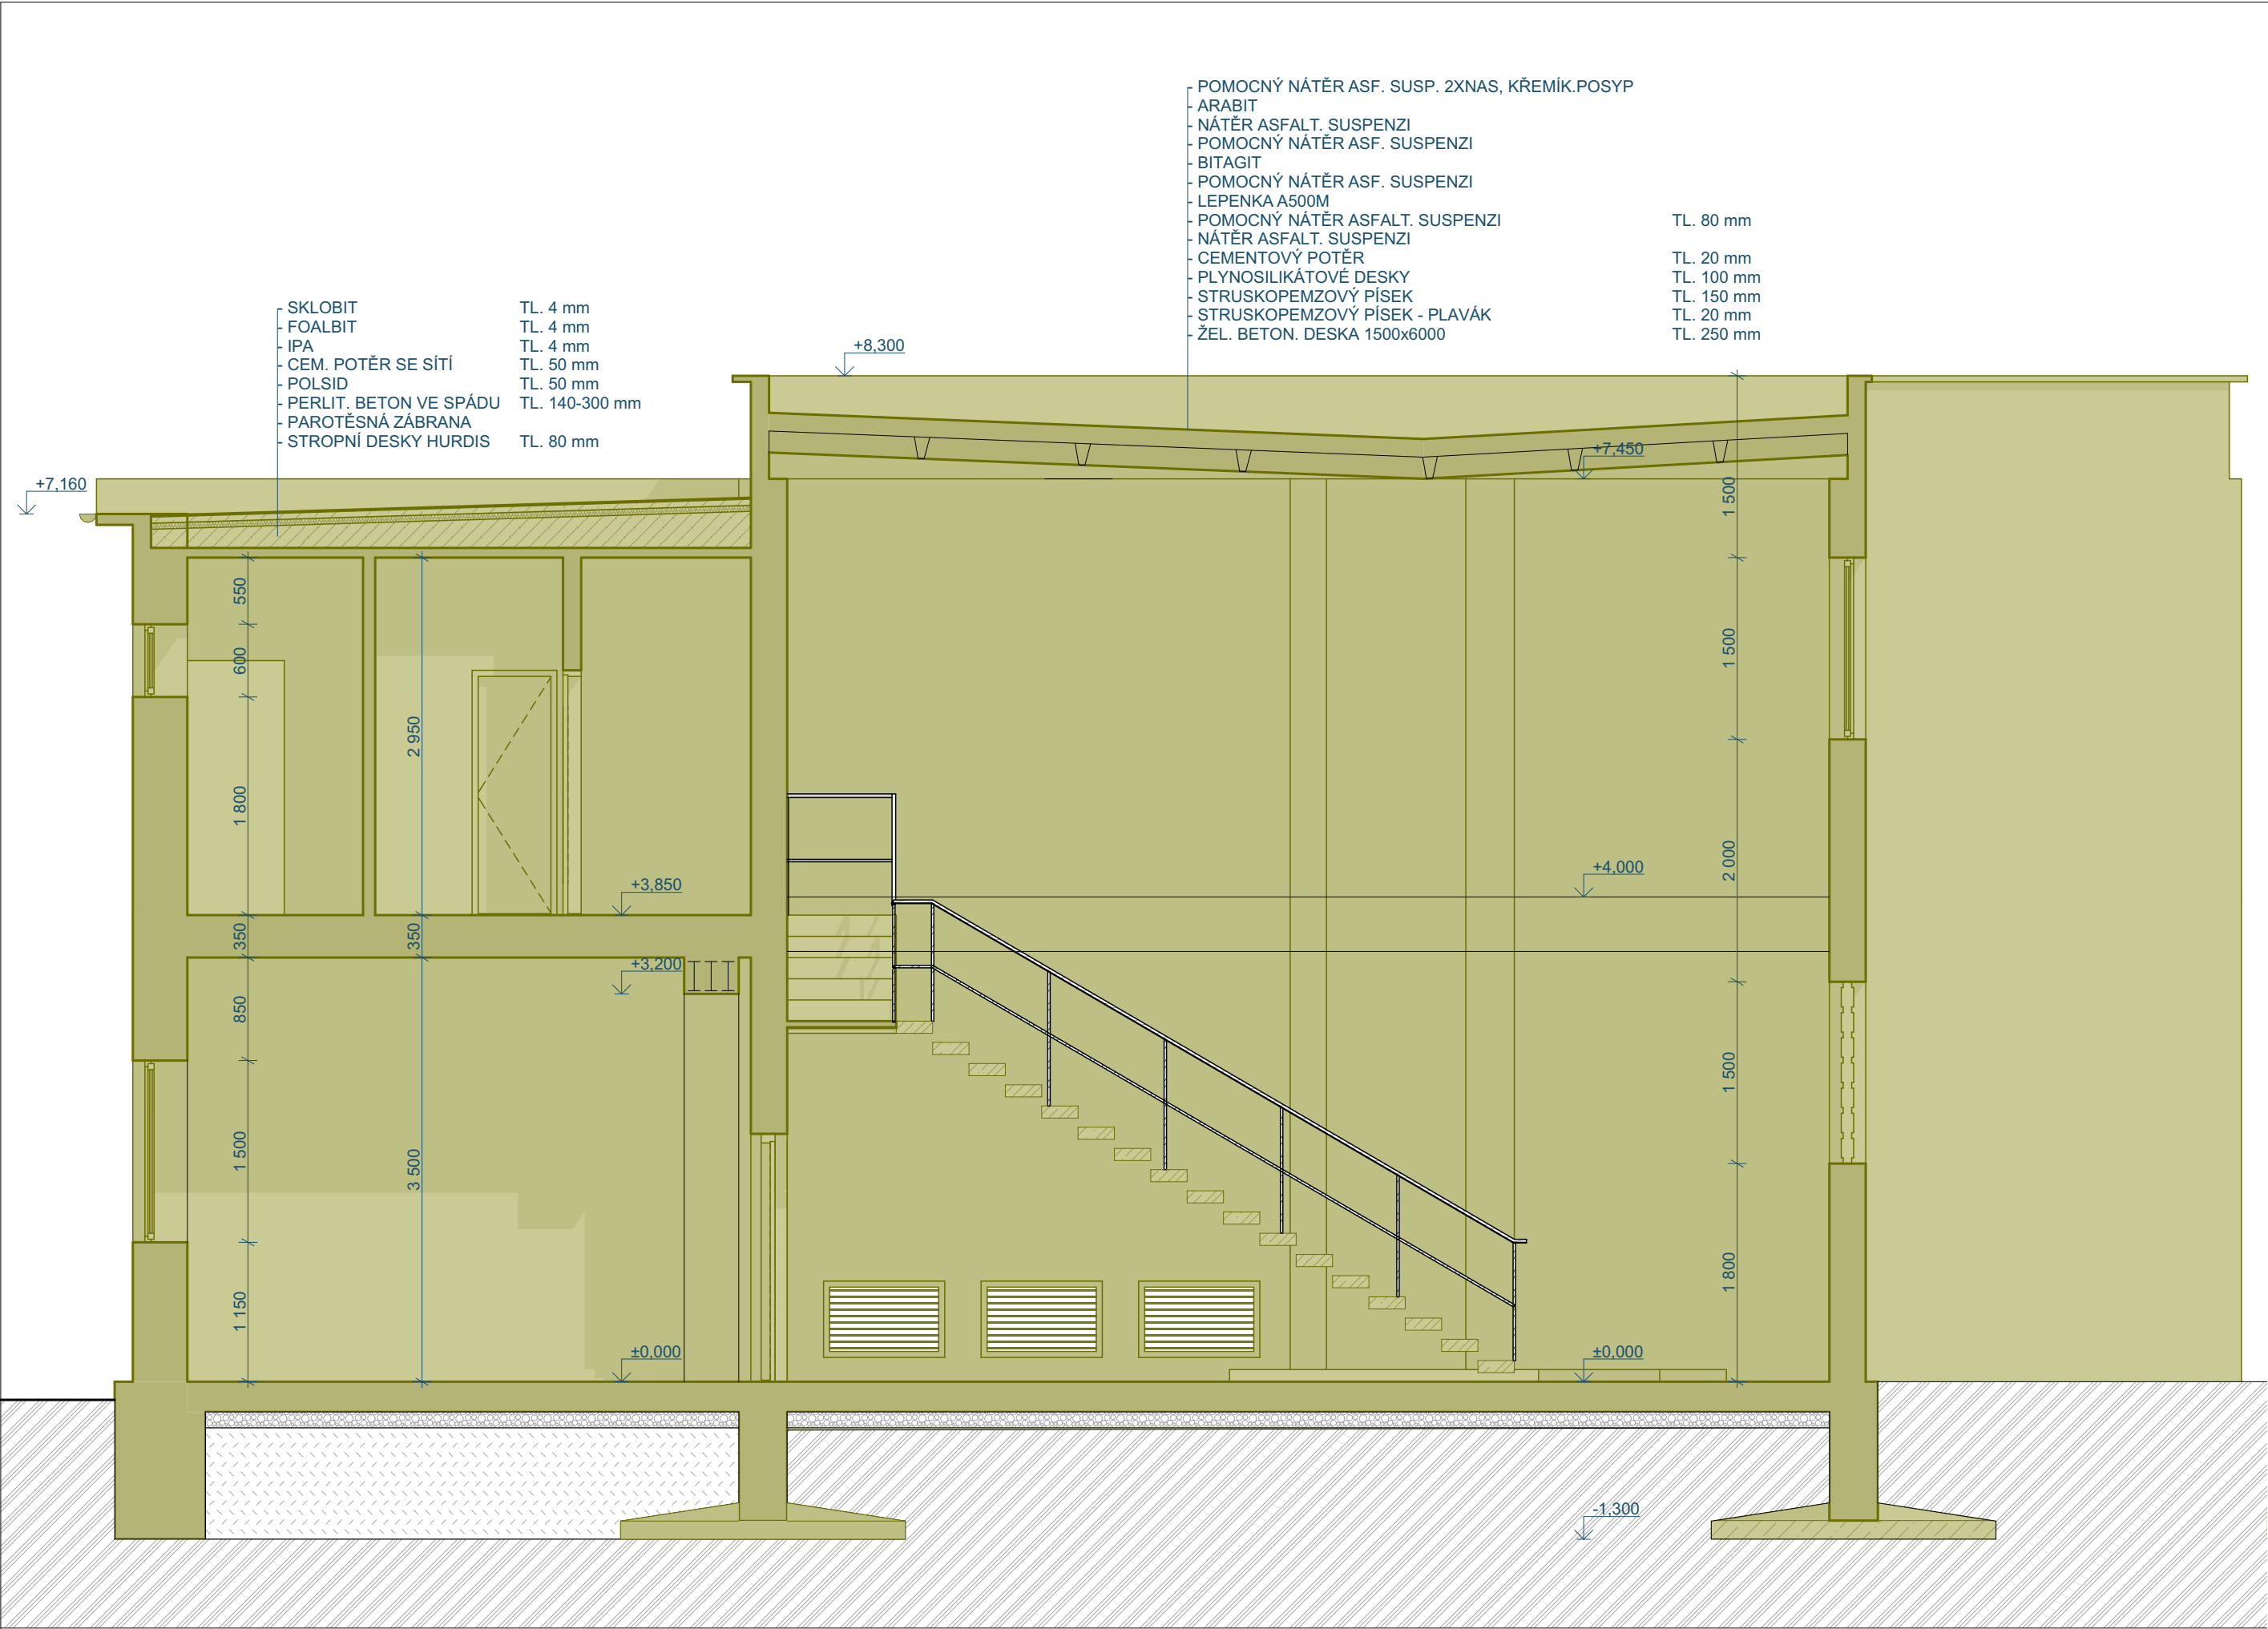 POMOCNÝ NÁTĚR ASF. SUSP. 2XNAS, KŘEMÍK.POSYP
ARABIT
NÁTĚR ASFALT. SUSPENZI
POMOCNÝ NÁTĚR ASF. SUSPENZI
BITAGIT
POMOCNÝ NÁTĚR ASF. SUSPENZI
LEPENKA A500M
POMOCNÝ NÁTĚR ASFALT. SUSPENZI TL. 80 mm
NÁTĚR ASFALT. SUSPENZI
CEMENTOVÝ POTĚR TL. 20 mm
PLYNOSILIKÁTOVÉ DESKY TL. 100 mm
STRUSKOPEMZOVÝ PÍSEK TL. 150 mm
STRUSKOPEMZOVÝ PÍSEK - PLAVÁK TL. 20 mm
ŽEL. BETON. DESKA 1500x6000 TL. 250 mm
SKLOBIT TL. 4 mm
FOALBIT TL. 4 mm
IPA TL. 4 mm
CEM. POTĚR SE SÍTÍ TL. 50 mm
POLSID TL. 50 mm
PERLIT. BETON VE SPÁDU TL. 140-300 mm
PAROTĚSNÁ ZÁBRANA
STROPNÍ DESKY HURDIS TL. 80 mm
+8,300
+7,450
+7,160
550
600
1 800
350
850
1 500
1 150
2 950
350
3 500
+3,850
+3,200
±0,000
+4,000
±0,000
-1,300
1 500
1 500
2 000
1 500
1 800